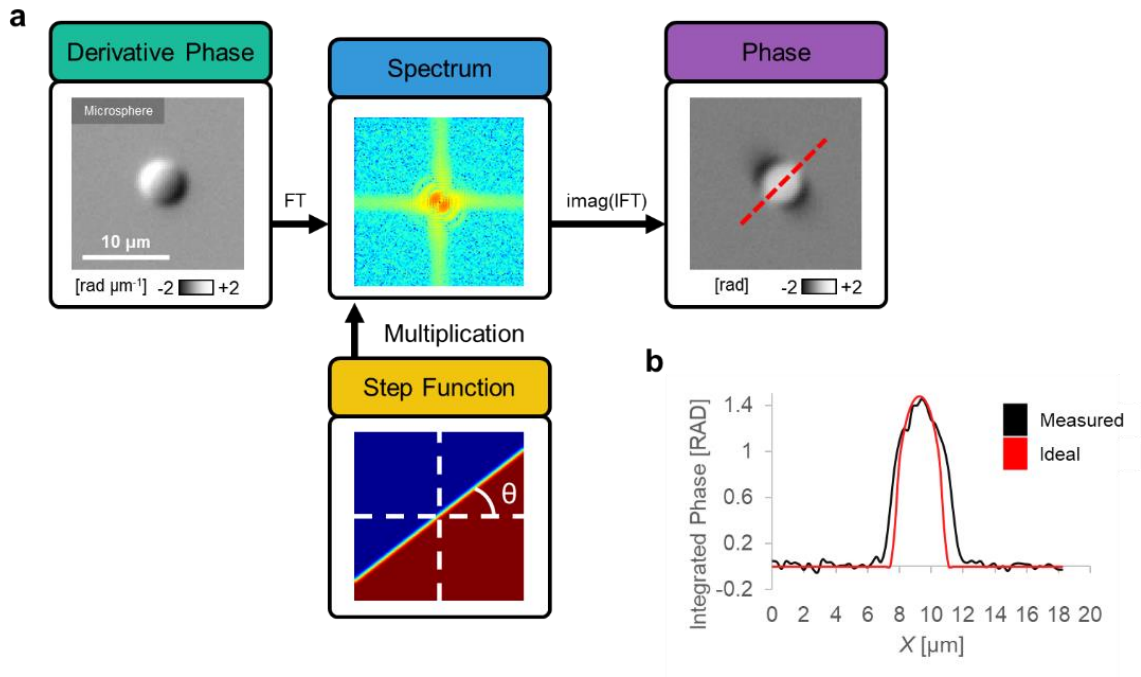 a
Derivative Phase
Microsphere
10 µm
[rad µm-1] -2 +2
FT
Spectrum
imag(IFT)
Phase
[rad] -2 +2
Multiplication
Step Function
θ
b
Integrated Phase [RAD]
1.4
1
0.6
0.2
-0.2
0 2 4 6 8 10 12 14 16 18 20
X [µm]
Measured
Ideal